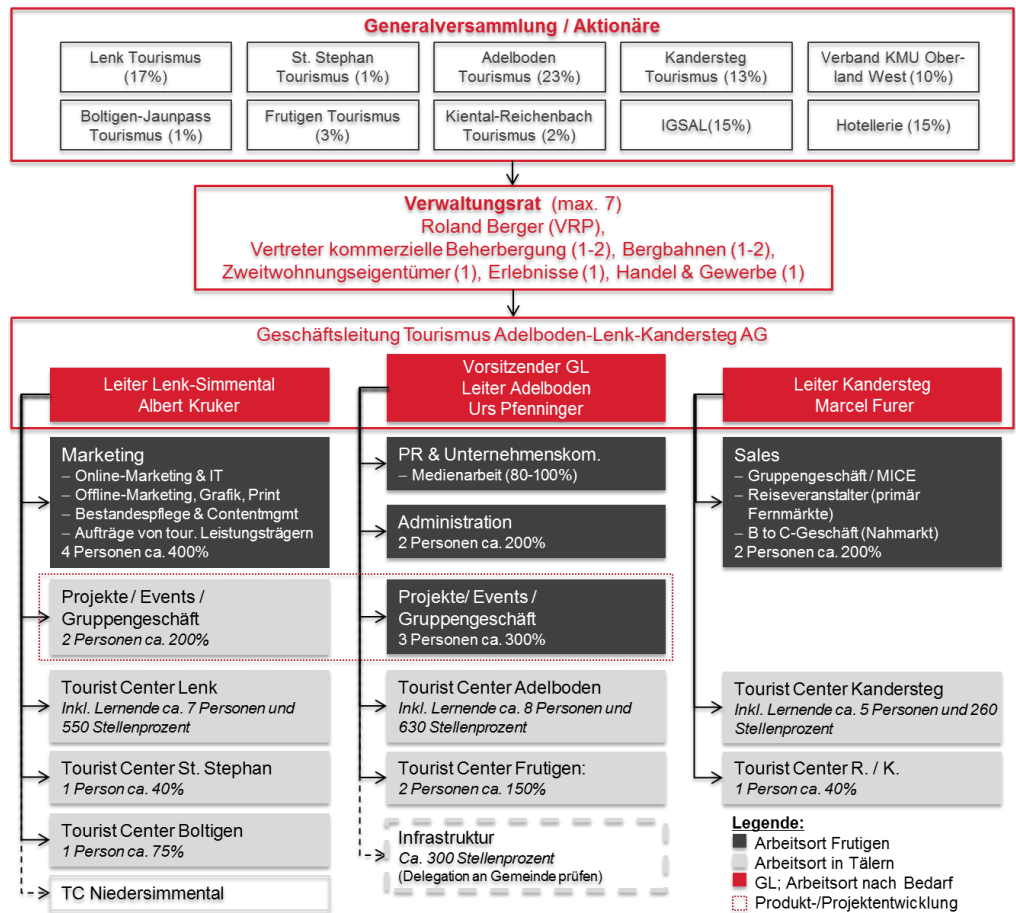 Generalversammlung / Aktionäre
Lenk Tourismus
(17%)
St. Stephan
Tourismus (1%)
Adelboden
Tourismus (23%)
Kandersteg
Tourismus (13%)
Verband KMU Ober-
land West (10%)
Boltigen-Jaunpass
Tourismus (1%)
Frutigen Tourismus
(3%)
Kiental-Reichenbach
Tourismus (2%)
IGSAL(15%)
Hotellerie (15%)
Verwaltungsrat (max. 7)
Roland Berger (VRP),
Vertreter kommerzielle Beherbergung (1-2), Bergbahnen (1-2),
Zweitwohnungseigentümer (1), Erlebnisse (1), Handel & Gewerbe (1)
Geschäftsleitung Tourismus Adelboden-Lenk-Kandersteg AG
Leiter Lenk-Simmental
Albert Kruker
Vorsitzender GL
Leiter Adelboden
Urs Pfenninger
Leiter Kandersteg
Marcel Furer
Marketing
– Online-Marketing & IT
– Offline-Marketing, Grafik, Print
– Bestandespflege & Contentmgmt
– Aufträge von tour. Leistungsträgern
4 Personen ca. 400%
PR & Unternehmenskom.
– Medienarbeit (80-100%)
Administration
2 Personen ca. 200%
Sales
– Gruppengeschäft / MICE
– Reiseveranstalter (primär
Fernmärkte)
– B to C-Geschäft (Nahmarkt)
2 Personen ca. 200%
Projekte / Events /
Gruppengeschäft
2 Personen ca. 200%
Projekte/ Events /
Gruppengeschäft
3 Personen ca. 300%
Tourist Center Lenk
Inkl. Lernende ca. 7 Personen und
550 Stellenprozent
Tourist Center Adelboden
Inkl. Lernende ca. 8 Personen und
630 Stellenprozent
Tourist Center Kandersteg
Inkl. Lernende ca. 5 Personen und 260
Stellenprozent
Tourist Center St. Stephan
1 Person ca. 40%
Tourist Center Frutigen:
2 Personen ca. 150%
Tourist Center R. / K.
1 Person ca. 40%
Tourist Center Boltigen
1 Person ca. 75%
Infrastruktur
Ca. 300 Stellenprozent
(Delegation an Gemeinde prüfen)
TC Niedersimmental
Legende:
Arbeitsort Frutigen
Arbeitsort in Tälern
GL; Arbeitsort nach Bedarf
Produkt-/Projektentwicklung